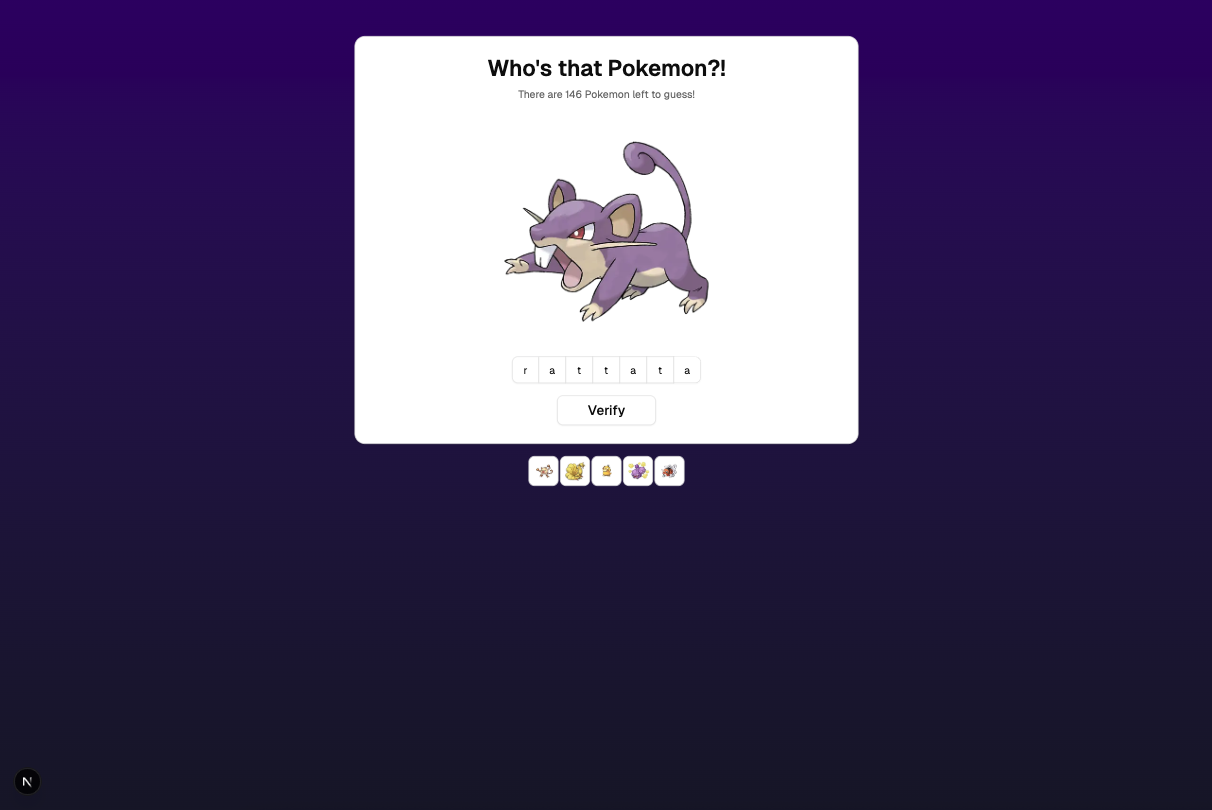 Who's that Pokemon?!
There are 146 Pokemon left to guess!
r a t t a t a
Verify
N